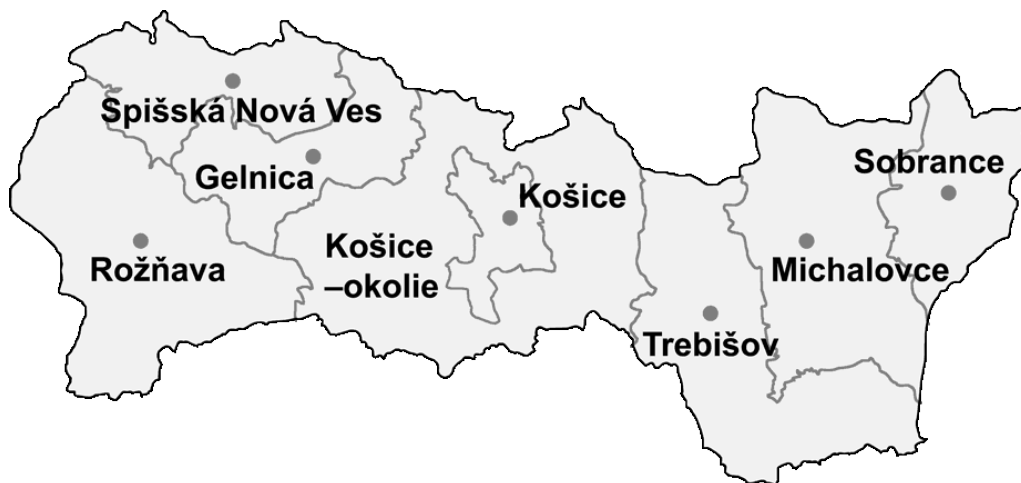 Spišská Nová Ves
Gelnica
Rožňava
Košice
–okolie
Košice
Trebišov
Michalovce
Sobrance